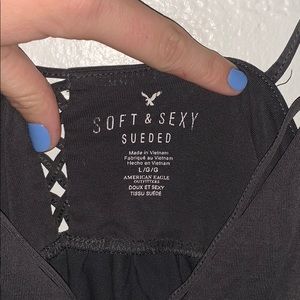 SOFT & SEXY
SUEDED
Made in Vietnam
Fabriqué au Vietnam
Hecho en Vietnam
L/G/G
AMERICAN EAGLE
OUTFITTERS
DOUX ET SEXY
TISSU SUÈDE